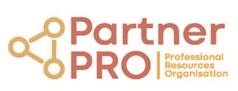 Partner
PRO
Professional
Resources
Organisation